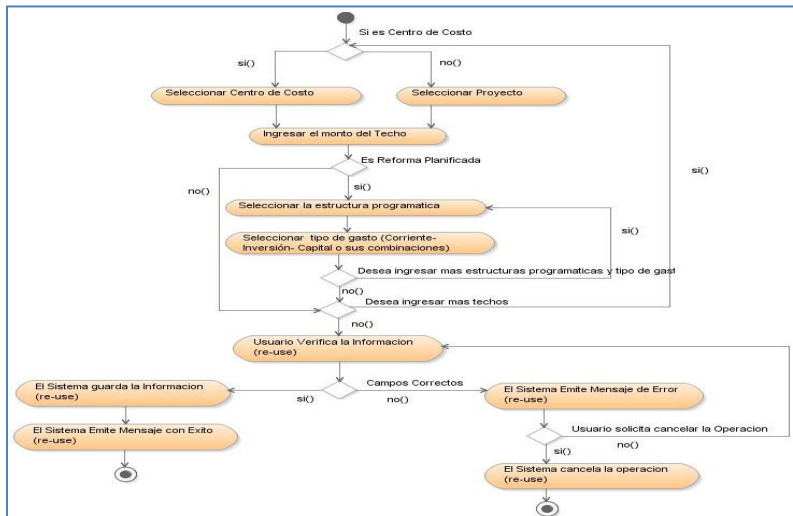 Si es Centro de Costo
si()
no()
Seleccionar Centro de Costo
Seleccionar Proyecto
Ingresar el monto del Techo
Es Reforma Planificada
si()
no()
si()
Seleccionar la estructura programatica
Seleccionar tipo de gasto (Corriente-
Inversión- Capital o sus combinaciones)
si()
Desea ingresar mas estructuras programaticas y tipo de gast
no()
Desea ingresar mas techos
no()
Usuario Verifica la Informacion
(re-use)
Campos Correctos
si()
no()
El Sistema guarda la Informacion
(re-use)
El Sistema Emite Mensaje de Error
(re-use)
El Sistema Emite Mensaje con Exito
(re-use)
Usuario solicita cancelar la Operacion
si()
no()
El Sistema cancela la operacion
(re-use)